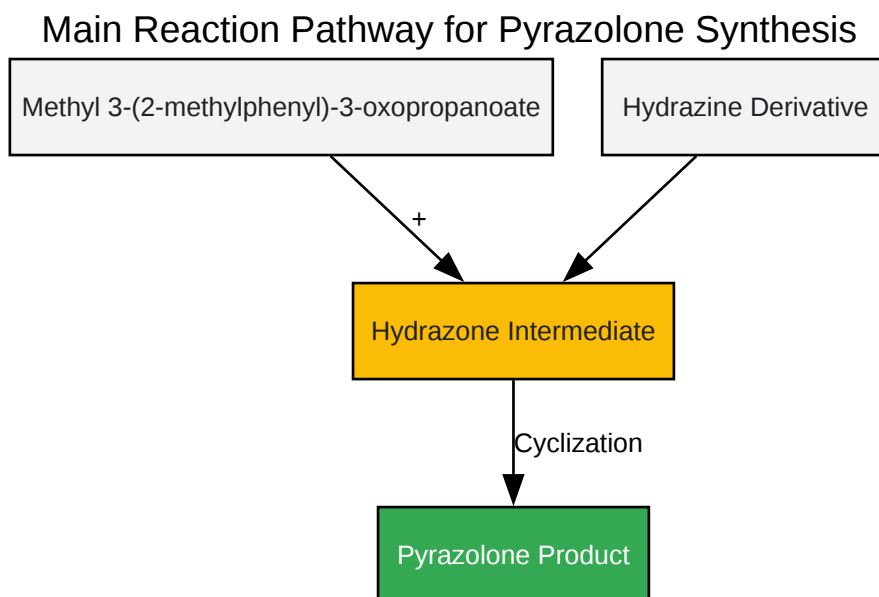 Main Reaction Pathway for Pyrazolone Synthesis
Methyl 3-(2-methylphenyl)-3-oxopropanoate
Hydrazine Derivative
+
Hydrazone Intermediate
Cyclization
Pyrazolone Product